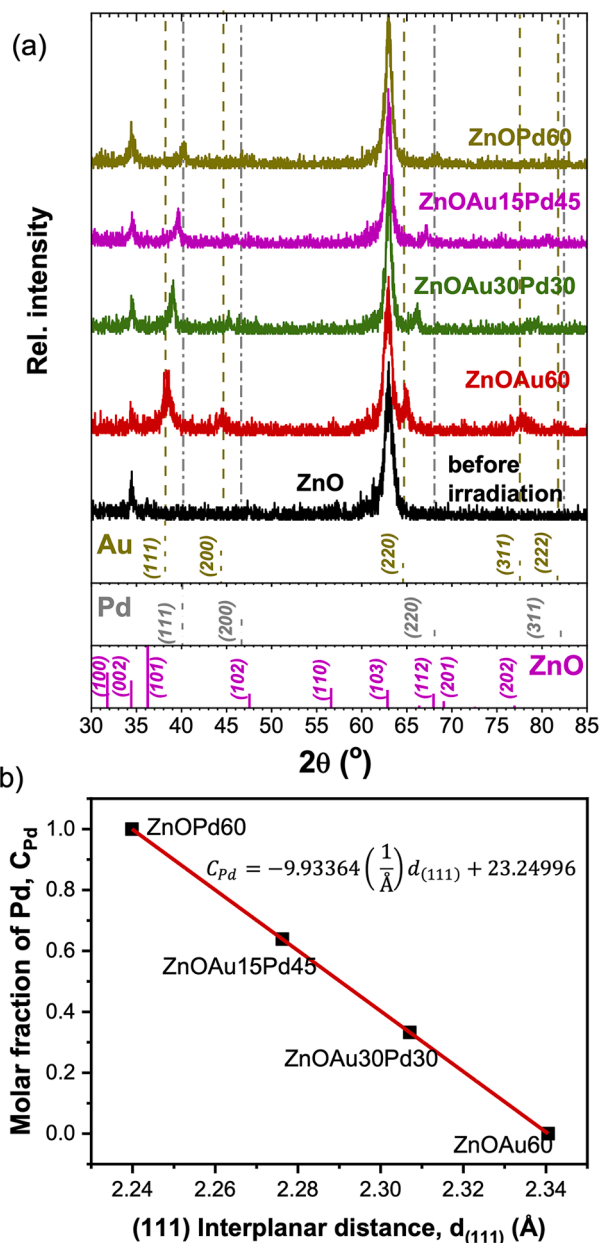 (a)
Rel. intensity
ZnOPd60
ZnOAu15Pd45
ZnOAu30Pd30
ZnOAu60
ZnO
before
irradiation
Au
(111)
(200)
(220)
(311)
(222)
Pd
(111)
(200)
(220)
(311)
ZnO
(100)
(002)
(101)
(102)
(110)
(103)
(112)
(201)
(202)
30 35 40 45 50 55 60 65 70 75 80 85
2θ (°)
b)
Molar fraction of Pd, C_Pd
1.0
0.8
0.6
0.4
0.2
0.0
ZnOPd60
C_Pd = −9.93364 (1/Å) d_(111) + 23.24996
ZnOAu15Pd45
ZnOAu30Pd30
ZnOAu60
2.24 2.26 2.28 2.30 2.32 2.34
(111) Interplanar distance, d_(111) (Å)